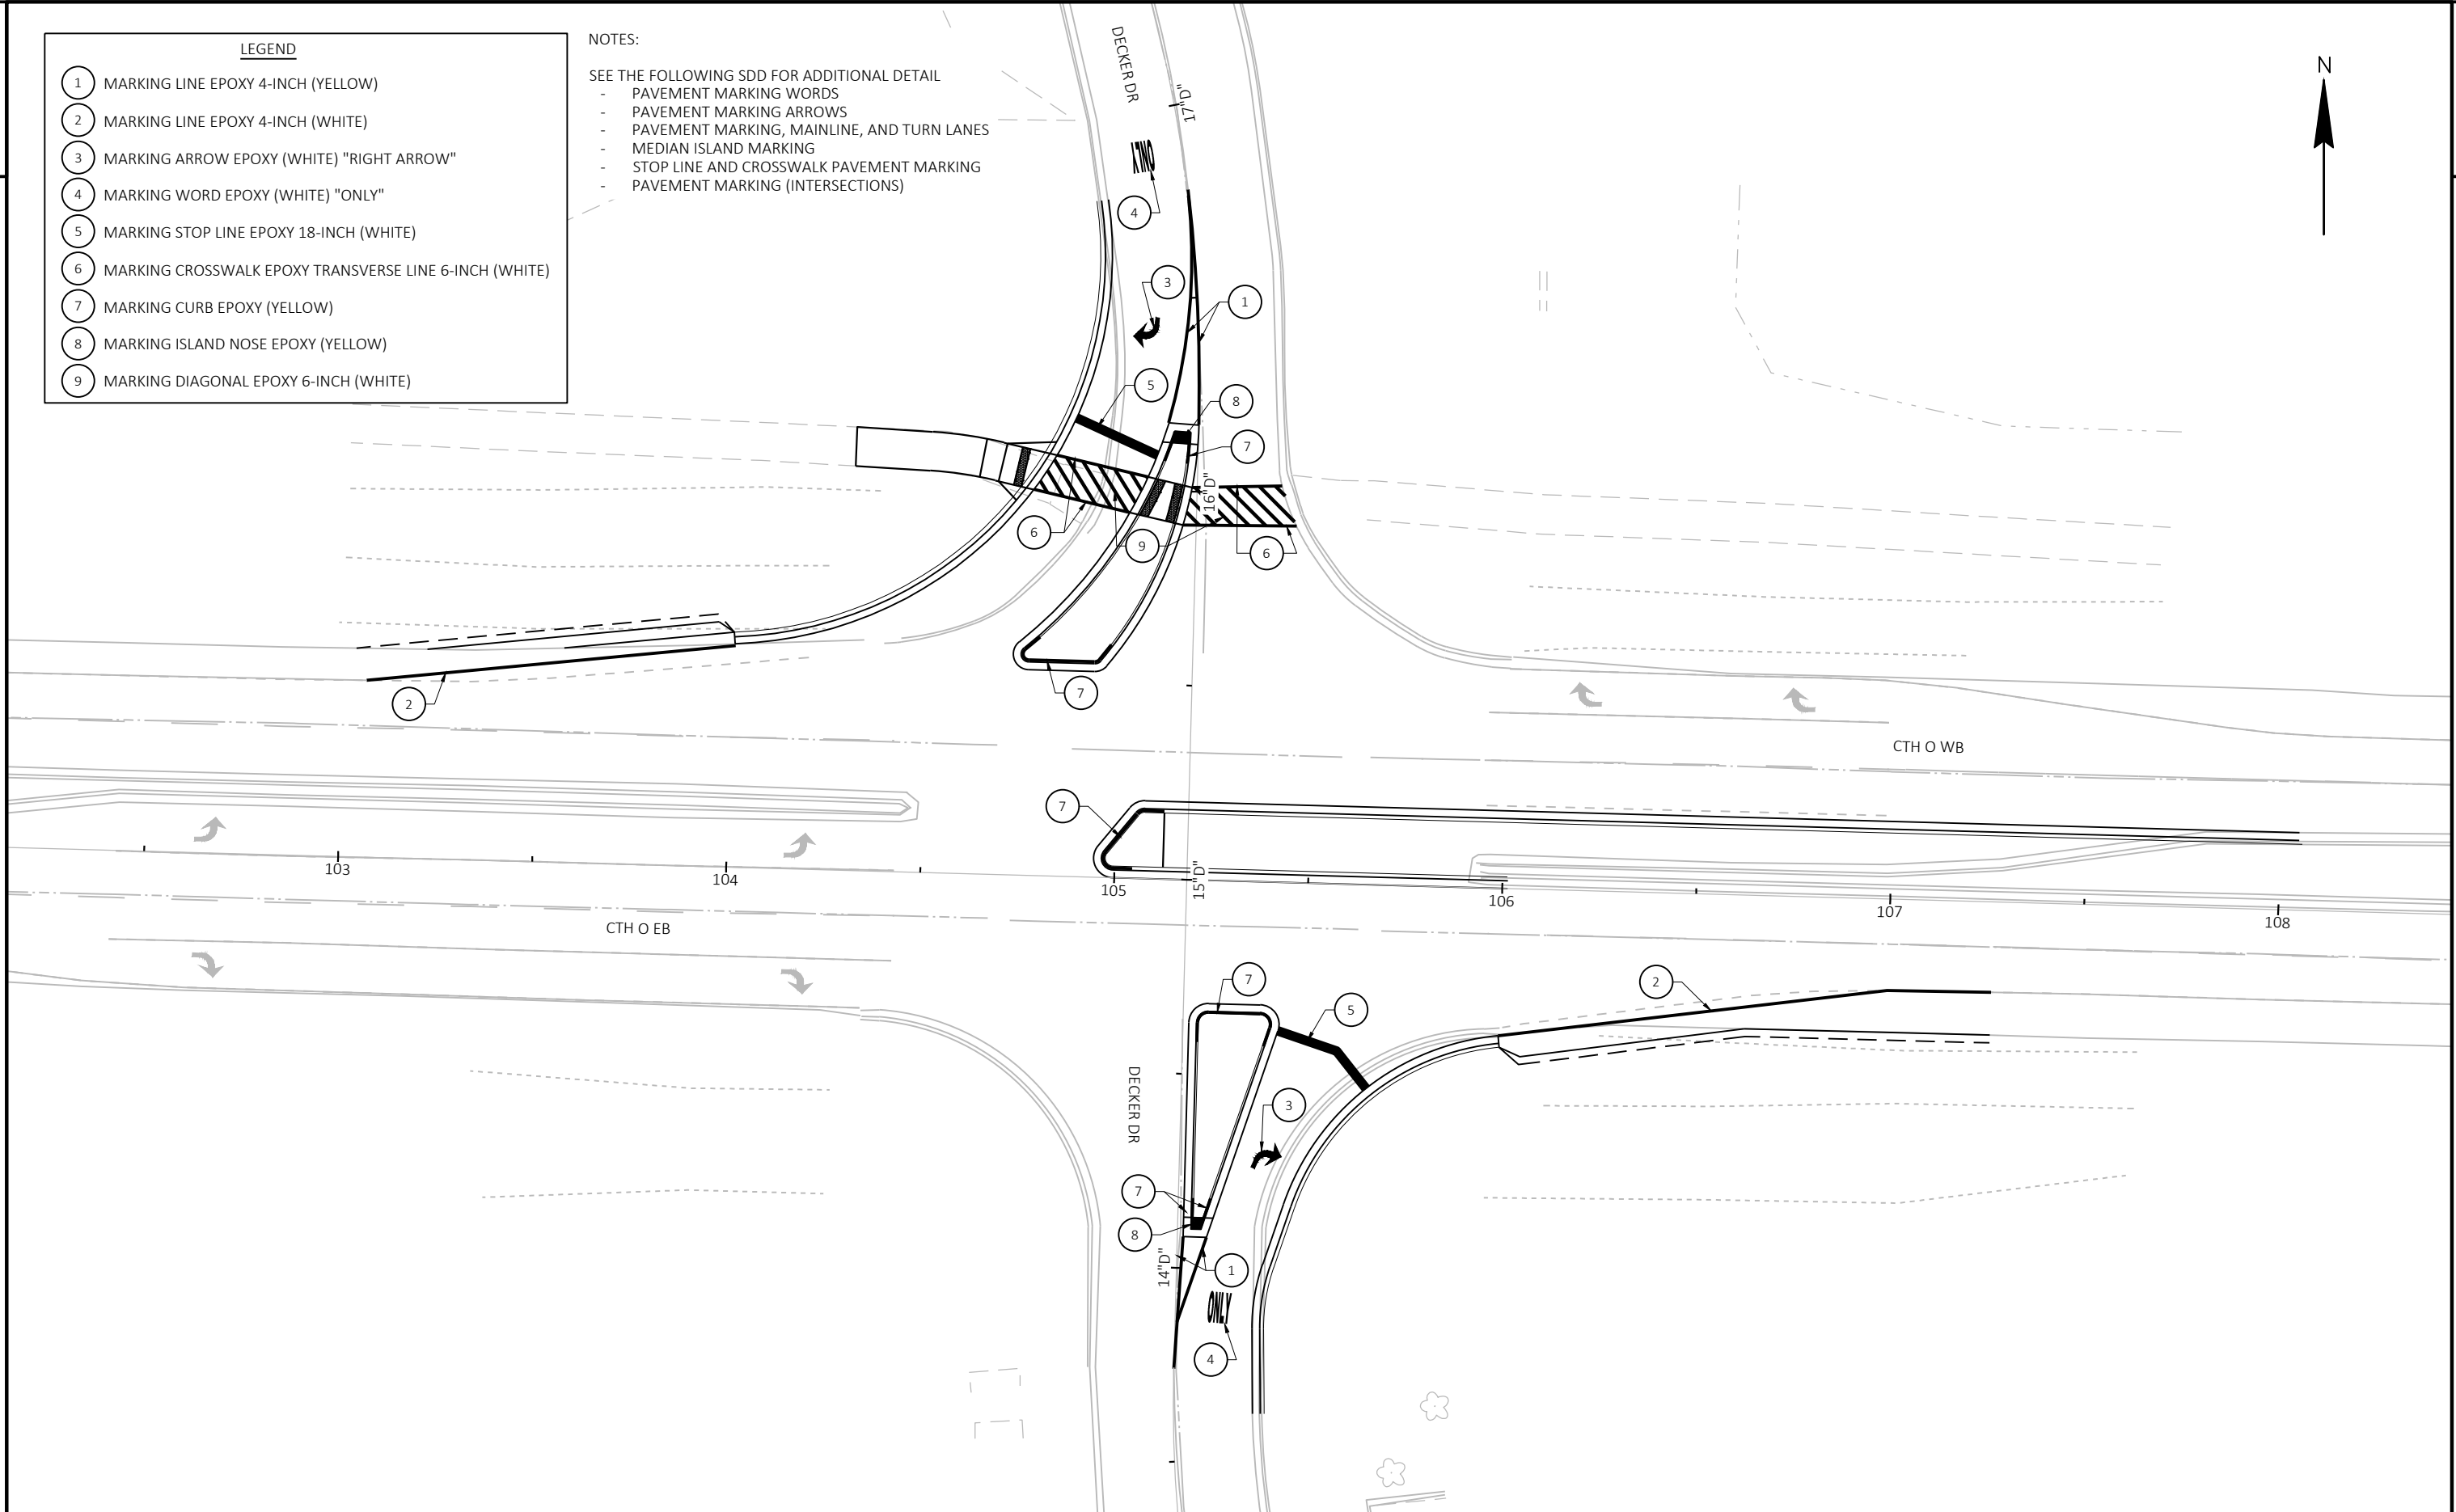 LEGEND
1 MARKING LINE EPOXY 4-INCH (YELLOW)
2 MARKING LINE EPOXY 4-INCH (WHITE)
3 MARKING ARROW EPOXY (WHITE) "RIGHT ARROW"
4 MARKING WORD EPOXY (WHITE) "ONLY"
5 MARKING STOP LINE EPOXY 18-INCH (WHITE)
6 MARKING CROSSWALK EPOXY TRANSVERSE LINE 6-INCH (WHITE)
7 MARKING CURB EPOXY (YELLOW)
8 MARKING ISLAND NOSE EPOXY (YELLOW)
9 MARKING DIAGONAL EPOXY 6-INCH (WHITE)
NOTES:
SEE THE FOLLOWING SDD FOR ADDITIONAL DETAIL
- PAVEMENT MARKING WORDS
- PAVEMENT MARKING ARROWS
- PAVEMENT MARKING, MAINLINE, AND TURN LANES
- MEDIAN ISLAND MARKING
- STOP LINE AND CROSSWALK PAVEMENT MARKING
- PAVEMENT MARKING (INTERSECTIONS)
DECKER DR
17"D"
N
ONLY
4
3
1
5
8
7
16"D"
6
9
6
7
2
CTH O WB
7
103
104
105
15"D"
106
107
108
CTH O EB
7
2
5
DECKER DR
3
7
8
14"D"
1
ONLY
4